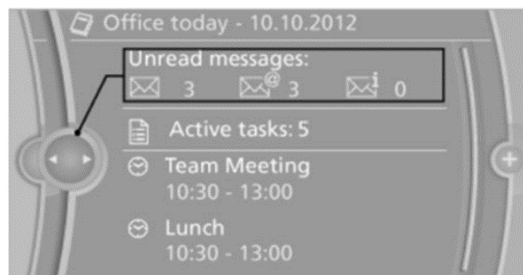 Office today - 10.10.2012
Unread messages:
3 @ 3 i 0
Active tasks: 5
Team Meeting
10:30 - 13:00
Lunch
10:30 - 13:00